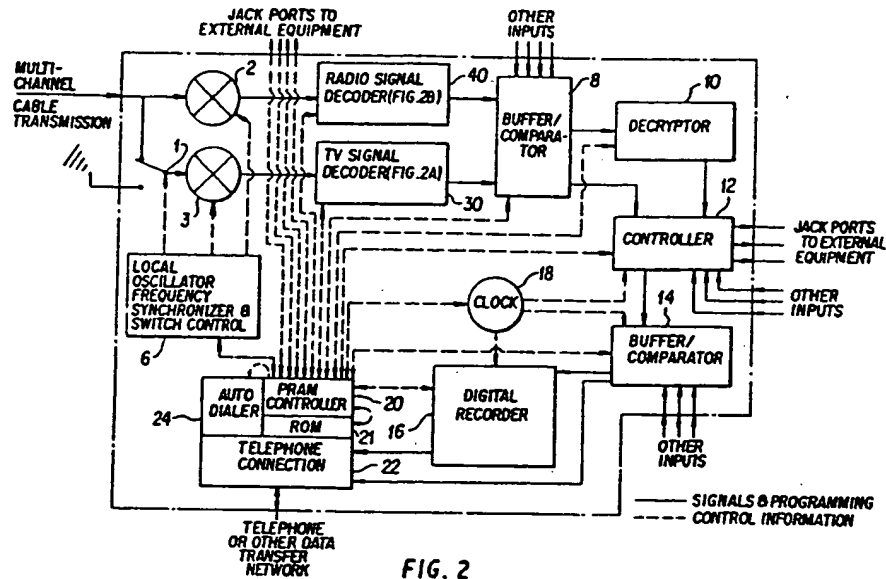 JACK PORTS TO
EXTERNAL EQUIPMENT
OTHER
INPUTS
MULTI-
CHANNEL
CABLE
TRANSMISSION
2
RADIO SIGNAL
DECODER(FIG.2B)
40
8
BUFFER/
COMPARA-
TOR
10
DECRYPTOR
1
3
TV SIGNAL
DECODER(FIG.2A)
30
12
CONTROLLER
JACK PORTS
TO EXTERNAL
EQUIPMENT
OTHER
INPUTS
LOCAL
OSCILLATOR
FREQUENCY
SYNCHRONIZER &
SWITCH CONTROL
6
18
CLOCK
14
BUFFER/
COMPARATOR
24
AUTO
DIALER
PRAM
CONTROLLER
20
ROM
21
16
DIGITAL
RECORDER
TELEPHONE
CONNECTION
22
OTHER
INPUTS
TELEPHONE
OR OTHER DATA
TRANSFER
NETWORK
SIGNALS & PROGRAMMING
CONTROL INFORMATION
FIG. 2